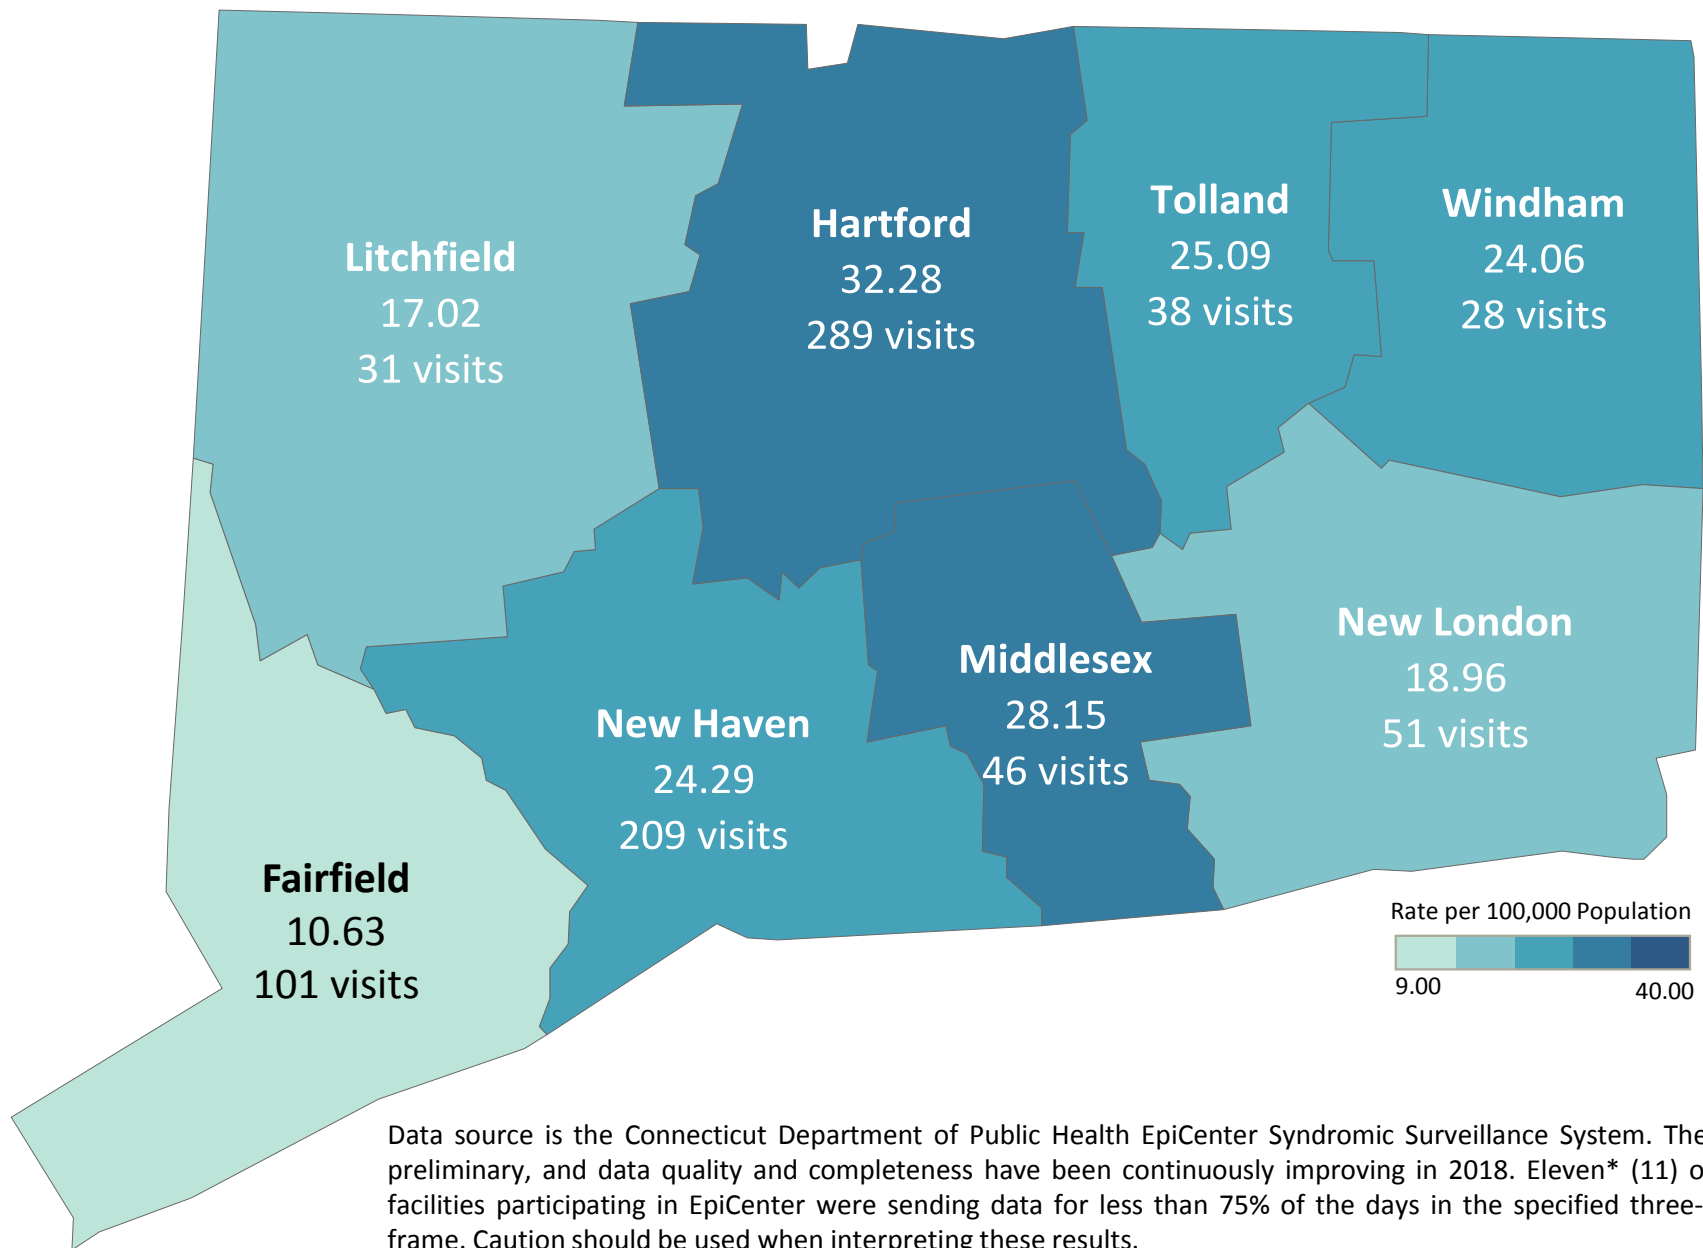 Litchfield
17.02
31 visits
Hartford
32.28
289 visits
Tolland
25.09
38 visits
Windham
24.06
28 visits
Fairfield
10.63
101 visits
New Haven
24.29
209 visits
Middlesex
28.15
46 visits
New London
18.96
51 visits
Rate per 100,000 Population
9.00
40.00
Data source is the Connecticut Department of Public Health EpiCenter Syndromic Surveillance System. The
preliminary, and data quality and completeness have been continuously improving in 2018. Eleven* (11) o
facilities participating in EpiCenter were sending data for less than 75% of the days in the specified three-
frame. Caution should be used when interpreting these results.